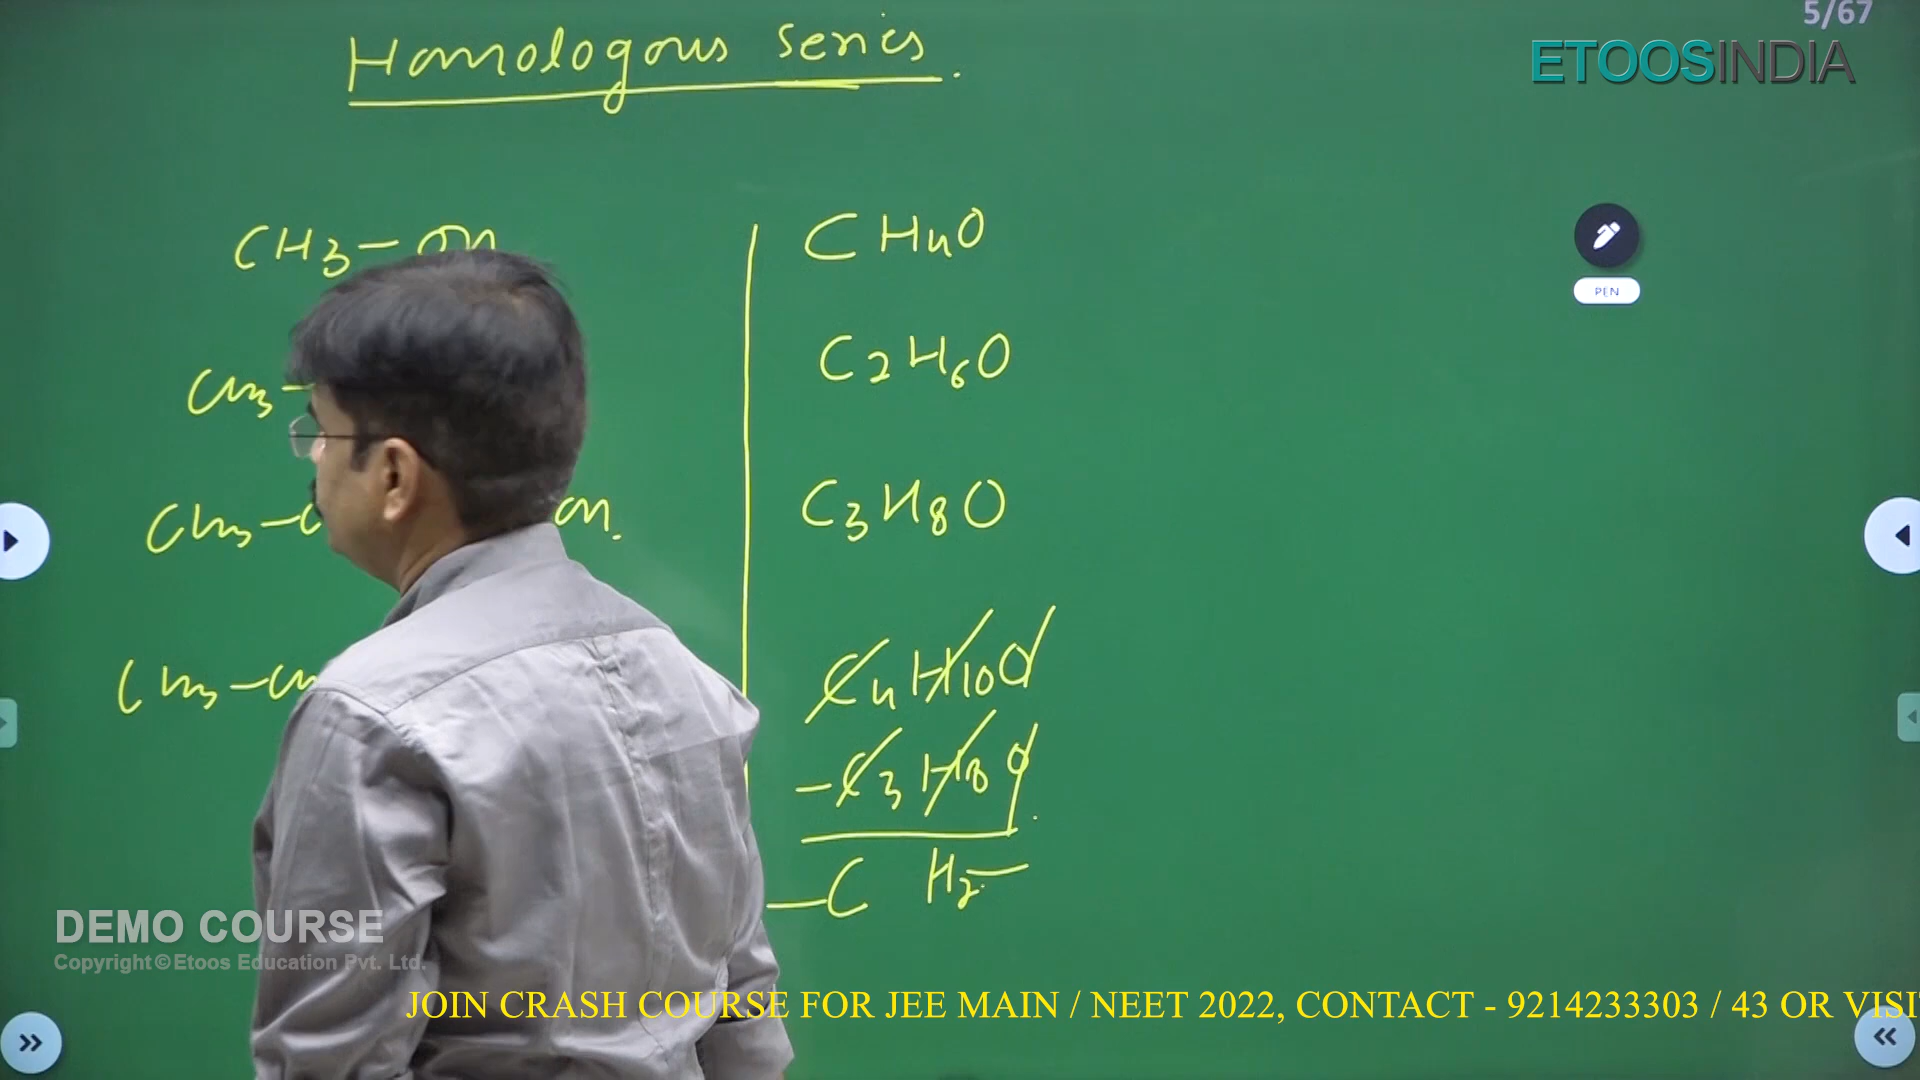 5/67
ETOOSINDIA
Homologous series.
CH3-OH
CH4O
PEN
CH3-
C2H6O
CH3-C
OH.
C3H8O
CH3-CH
C4H10O
-C3H8O
-CH2-
DEMO COURSE
Copyright©Etoos Education Pvt. Ltd.
JOIN CRASH COURSE FOR JEE MAIN / NEET 2022, CONTACT - 9214233303 / 43 OR VISI